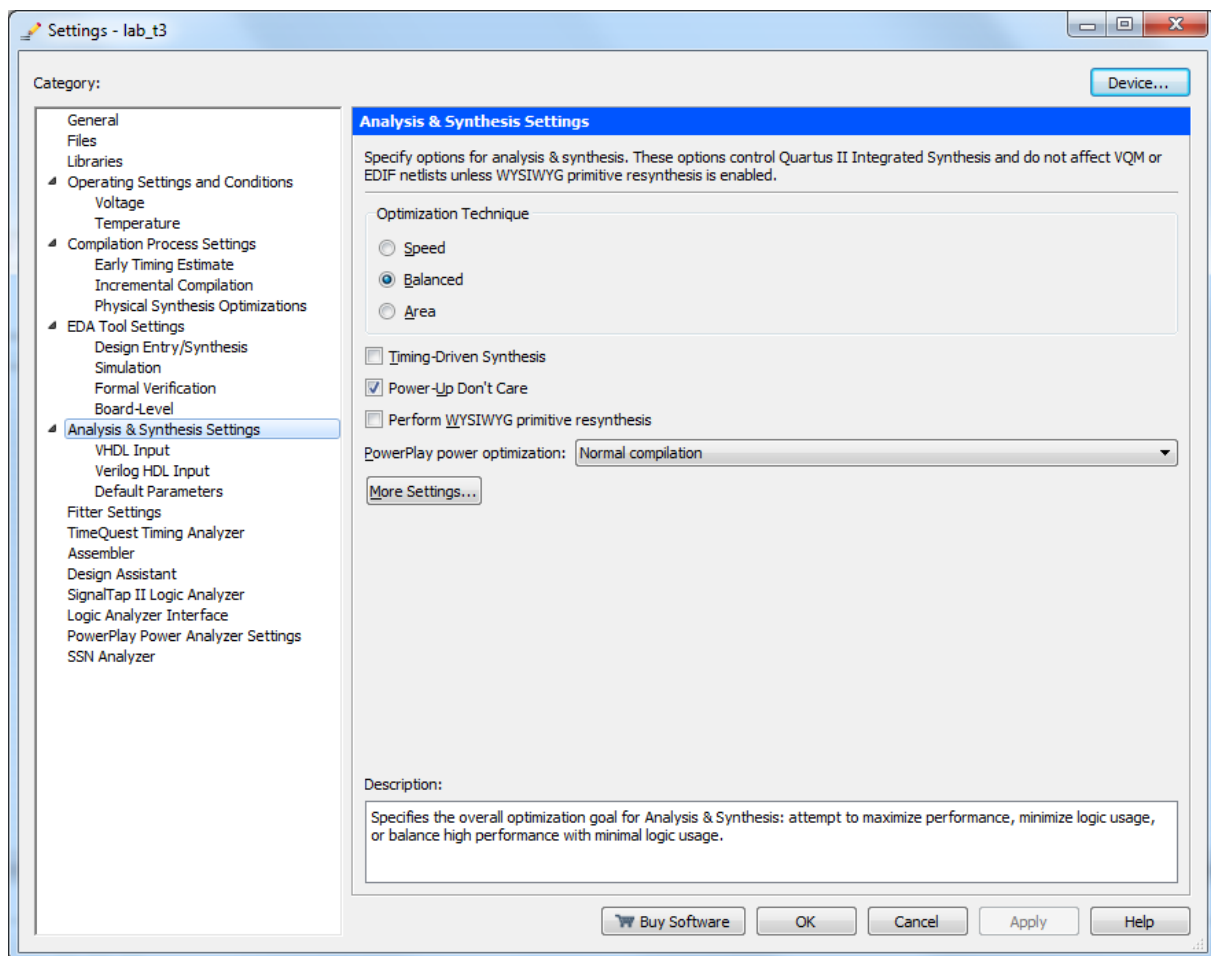 Settings - lab_t3
Category:
Device...
General
Files
Libraries
Operating Settings and Conditions
Voltage
Temperature
Compilation Process Settings
Early Timing Estimate
Incremental Compilation
Physical Synthesis Optimizations
EDA Tool Settings
Design Entry/Synthesis
Simulation
Formal Verification
Board-Level
Analysis & Synthesis Settings
VHDL Input
Verilog HDL Input
Default Parameters
Fitter Settings
TimeQuest Timing Analyzer
Assembler
Design Assistant
SignalTap II Logic Analyzer
Logic Analyzer Interface
PowerPlay Power Analyzer Settings
SSN Analyzer
Analysis & Synthesis Settings
Specify options for analysis & synthesis. These options control Quartus II Integrated Synthesis and do not affect VQM or
EDIF netlists unless WYSIWYG primitive resynthesis is enabled.
Optimization Technique
Speed
Balanced
Area
Timing-Driven Synthesis
Power-Up Don't Care
Perform WYSIWYG primitive resynthesis
PowerPlay power optimization: Normal compilation
More Settings...
Description:
Specifies the overall optimization goal for Analysis & Synthesis: attempt to maximize performance, minimize logic usage,
or balance high performance with minimal logic usage.
Buy Software OK Cancel Apply Help